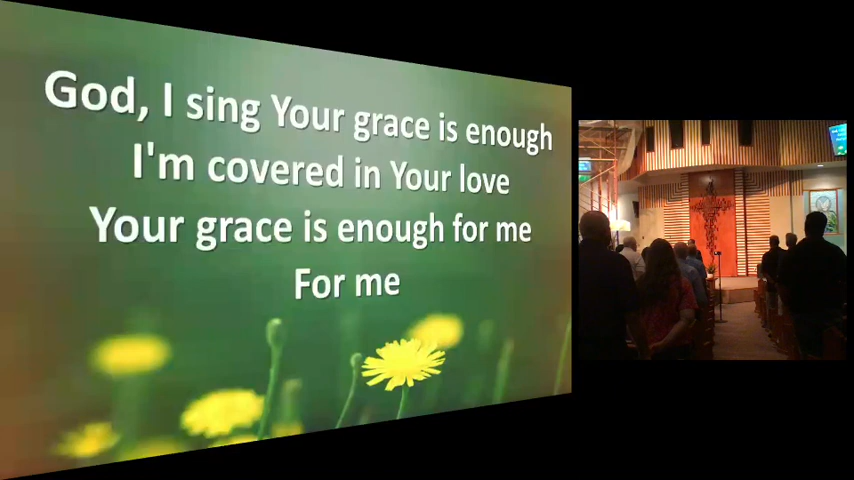 God, I sing Your grace is enough
I'm covered in Your love
Your grace is enough for me
For me